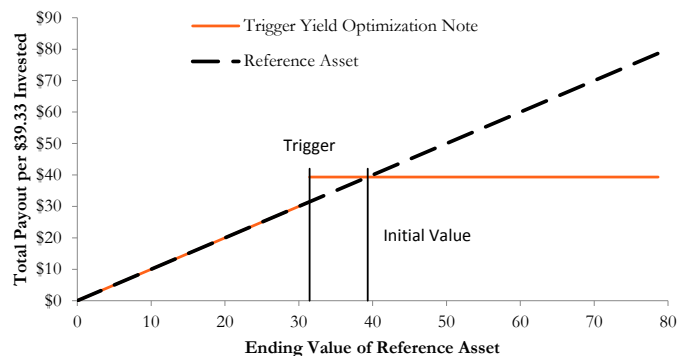 $90
$80
$70
$60
$50
$40
$30
$20
$10
$0
Total Payout per $39.33 Invested
Trigger Yield Optimization Note
Reference Asset
Trigger
Initial Value
0 10 20 30 40 50 60 70 80
Ending Value of Reference Asset